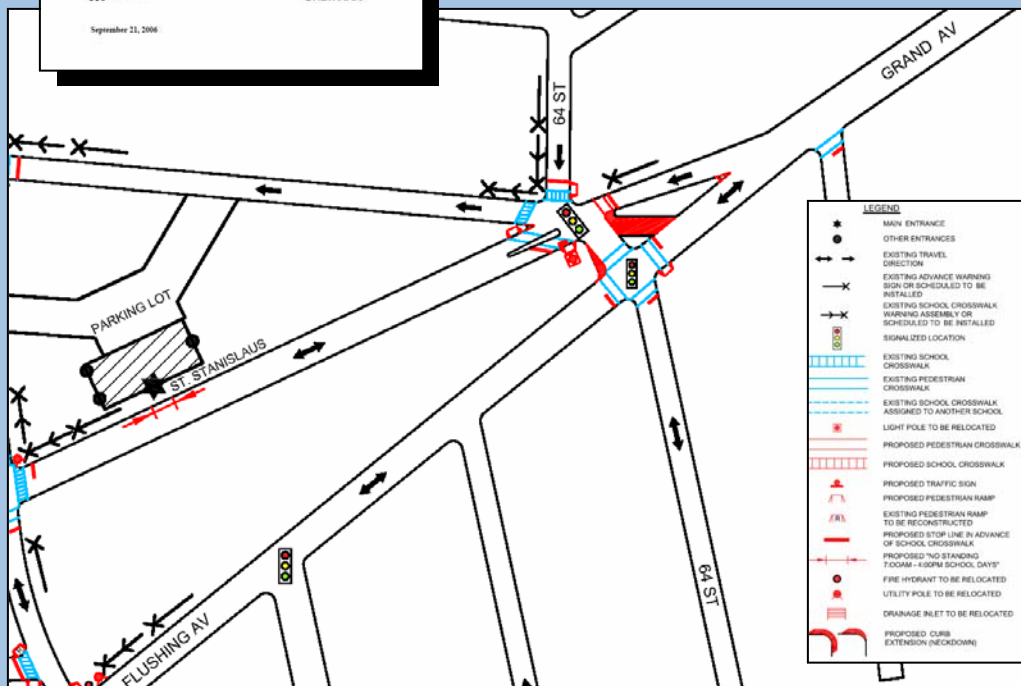 September 21, 2006
64 ST
GRAND AV
PARKING LOT
ST. STANISLAUS
FLUSHING AV
64 ST
LEGEND
MAIN ENTRANCE
OTHER ENTRANCES
EXISTING TRAVEL
DIRECTION
EXISTING ADVANCE WARNING
SIGN OR SCHEDULED TO BE
INSTALLED
EXISTING SCHOOL CROSSWALK
WARNING ASSEMBLY OR
SCHEDULED TO BE INSTALLED
SIGNALIZED LOCATION
EXISTING SCHOOL
CROSSWALK
EXISTING PEDESTRIAN
CROSSWALK
EXISTING SCHOOL CROSSWALK
ASSIGNED TO ANOTHER SCHOOL
LIGHT POLE TO BE RELOCATED
PROPOSED PEDESTRIAN CROSSWALK
PROPOSED SCHOOL CROSSWALK
PROPOSED TRAFFIC SIGN
PROPOSED PEDESTRIAN RAMP
R
EXISTING PEDESTRIAN RAMP
TO BE RECONSTRUCTED
PROPOSED STOP LINE IN ADVANCE
OF SCHOOL CROSSWALK
PROPOSED "NO STANDING
7:00AM - 4:00PM SCHOOL DAYS"
FIRE HYDRANT TO BE RELOCATED
UTILITY POLE TO BE RELOCATED
DRAINAGE INLET TO BE RELOCATED
PROPOSED CURB
EXTENSION (NECKDOWN)